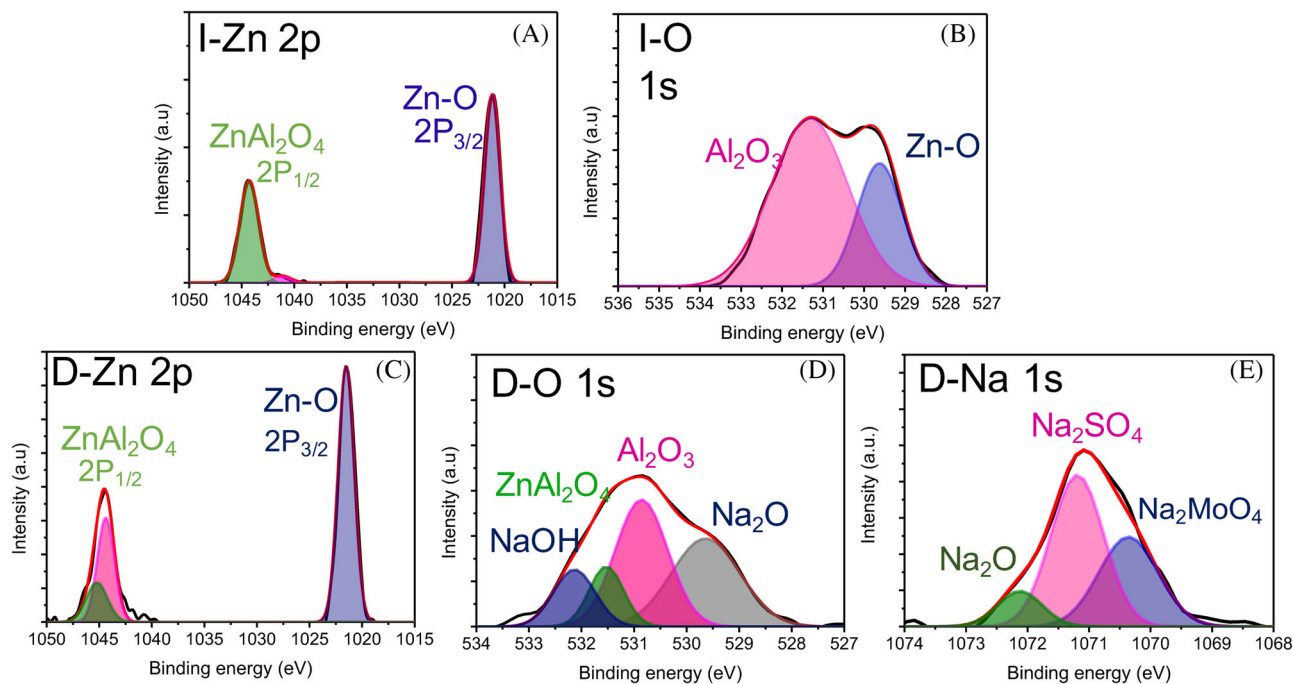 I-Zn 2p
(A)
ZnAl₂O₄
2P₁/₂
Zn-O
2P₃/₂
Intensity (a.u)
1050 1045 1040 1035 1030 1025 1020 1015
Binding energy (eV)
I-O
1s
(B)
Al₂O₃
Zn-O
Intensity (a.u)
536 535 534 533 532 531 530 529 528 527
Binding energy (eV)
D-Zn 2p
(C)
ZnAl₂O₄
2P₁/₂
Zn-O
2P₃/₂
Intensity (a.u)
1050 1045 1040 1035 1030 1025 1020 1015
Binding energy (eV)
D-O 1s
(D)
Al₂O₃
ZnAl₂O₄
NaOH
Na₂O
Intensity (a.u)
534 533 532 531 530 529 528 527
Binding energy (eV)
D-Na 1s
(E)
Na₂SO₄
Na₂MoO₄
Na₂O
Intensity (a.u.)
1074 1073 1072 1071 1070 1069 1068
Binding energy (eV)